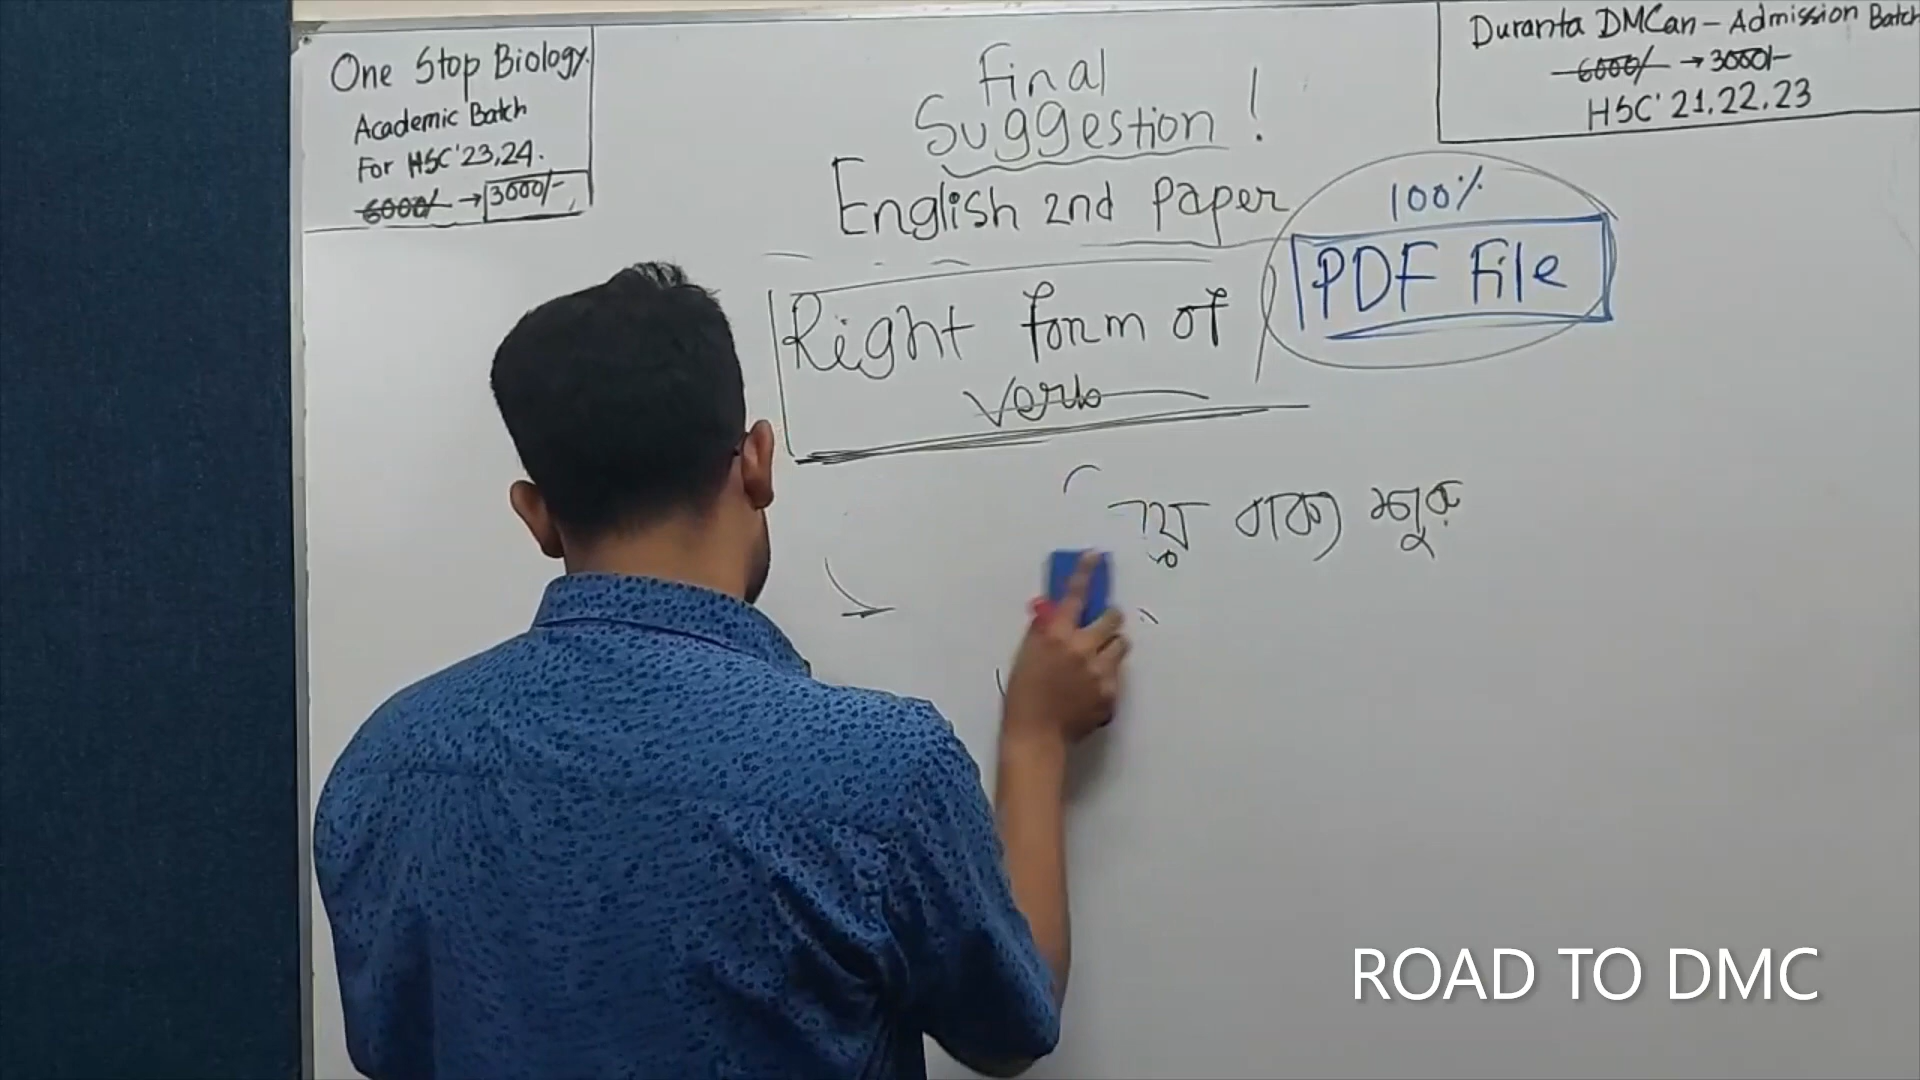 One Stop Biology.
Academic Batch
For HSC'23,24.
6000/- → 3000/-
Final
Suggestion!
English 2nd Paper
Duranta DMCan - Admission Batch
6000/- → 3000/-
HSC'21,22,23
100%
PDF File
Right form of
verb
বাক্য শুরু
ROAD TO DMC